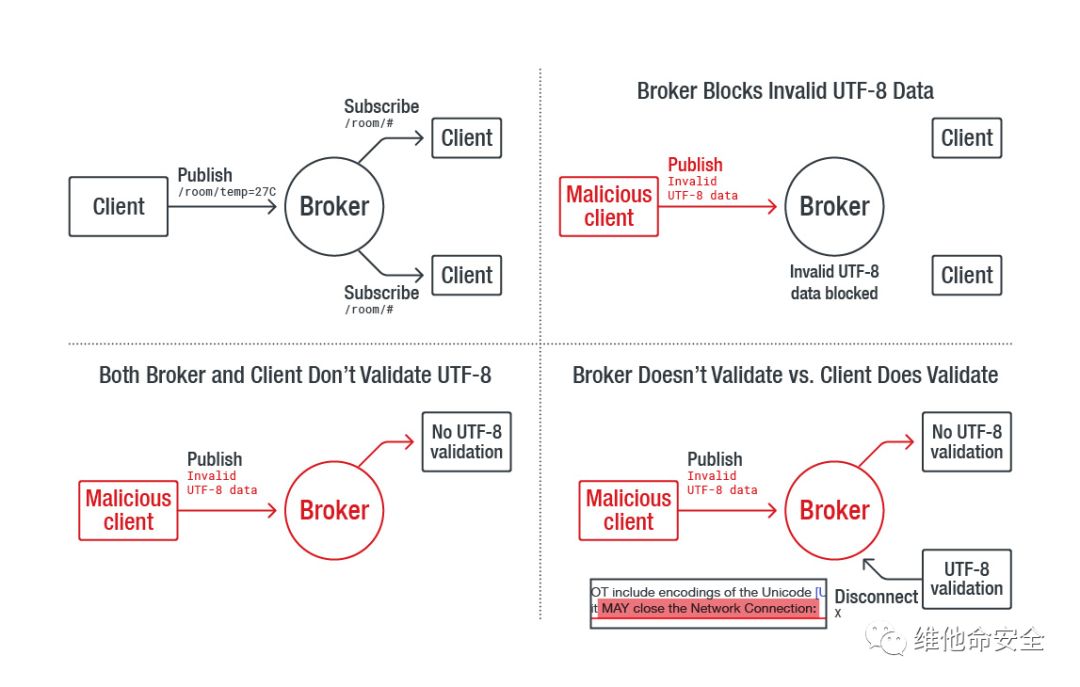 Subscribe
/room/#
Client
Publish
/room/temp=27C
Client
Broker
Client
Subscribe
/room/#
Broker Blocks Invalid UTF-8 Data
Client
Publish
Invalid
UTF-8 data
Malicious
client
Broker
Invalid UTF-8
data blocked
Client
Both Broker and Client Don't Validate UTF-8
No UTF-8
validation
Publish
Invalid
UTF-8 data
Malicious
client
Broker
Broker Doesn't Validate vs. Client Does Validate
No UTF-8
validation
Publish
Invalid
UTF-8 data
Malicious
client
Broker
UTF-8
validation
OT include encodings of the Unicode [U
it MAY close the Network Connection:
Disconnect
x
维他命安全